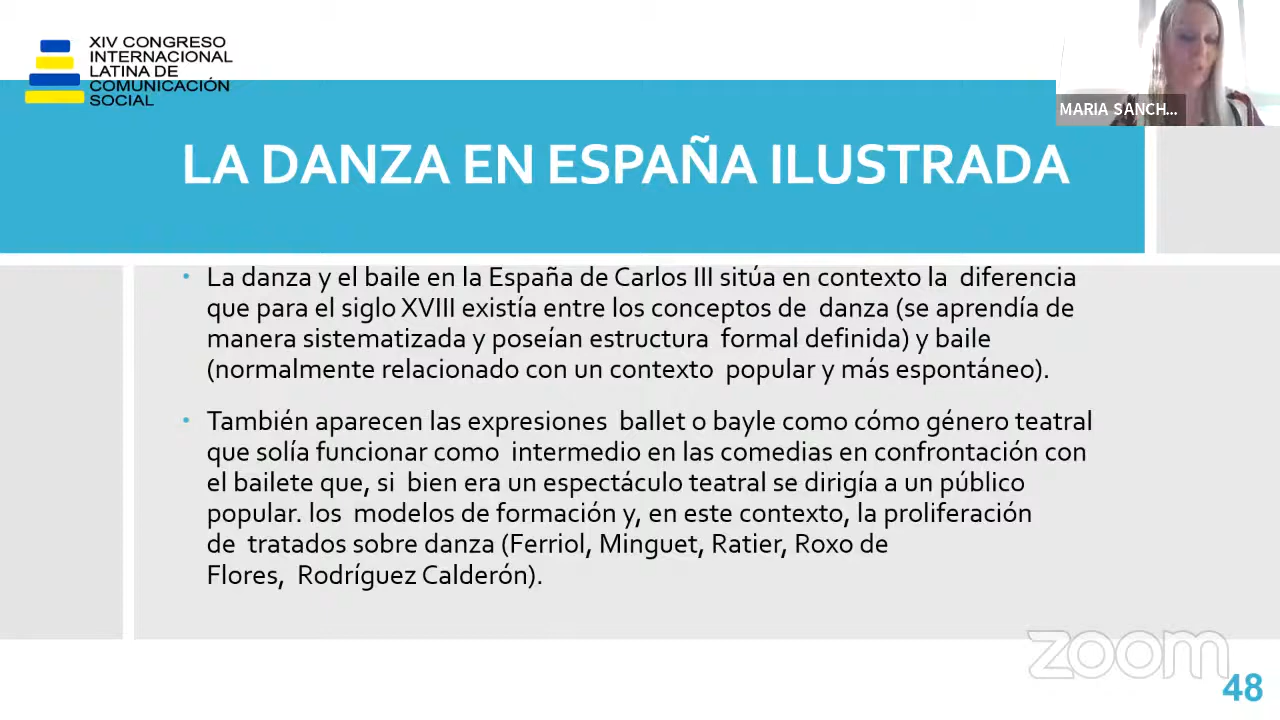 XIV CONGRESO
INTERNACIONAL
LATINA DE
COMUNICACIÓN
SOCIAL
MARIA SANCH...
LA DANZA EN ESPAÑA ILUSTRADA
• La danza y el baile en la España de Carlos III sitúa en contexto la diferencia
que para el siglo XVIII existía entre los conceptos de danza (se aprendía de
manera sistematizada y poseían estructura formal definida) y baile
(normalmente relacionado con un contexto popular y más espontáneo).
• También aparecen las expresiones ballet o bayle como cómo género teatral
que solía funcionar como intermedio en las comedias en confrontación con
el bailete que, si bien era un espectáculo teatral se dirigía a un público
popular. los modelos de formación y, en este contexto, la proliferación
de tratados sobre danza (Ferriol, Minguet, Ratier, Roxo de
Flores, Rodríguez Calderón).
zoom
48